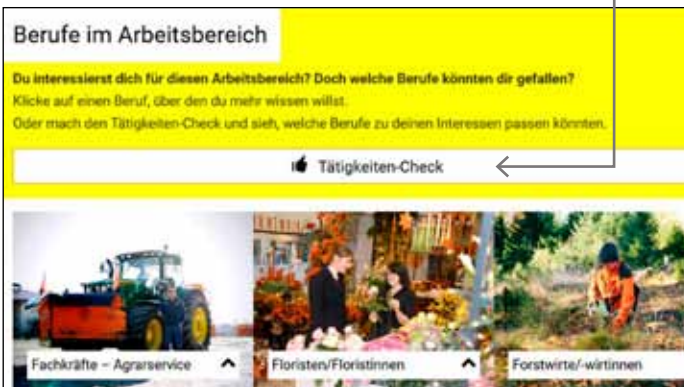 Berufe im Arbeitsbereich
Du interessierst dich für diesen Arbeitsbereich? Doch welche Berufe könnten dir gefallen?
Klicke auf einen Beruf, über den du mehr wissen willst.
Oder mach den Tätigkeiten-Check und sieh, welche Berufe zu deinen Interessen passen könnten.
Tätigkeiten-Check
Fachkräfte – Agrarservice
Floristen/Floristinnen
Forstwirte/-wirtinnen